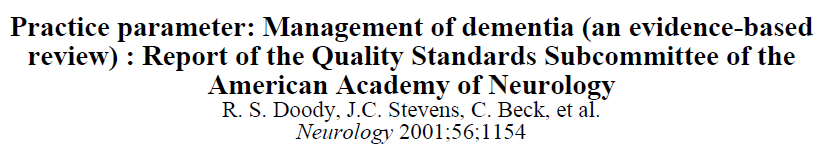 Practice parameter: Management of dementia (an evidence-based
review) : Report of the Quality Standards Subcommittee of the
American Academy of Neurology
R. S. Doody, J.C. Stevens, C. Beck, et al.
Neurology 2001;56;1154